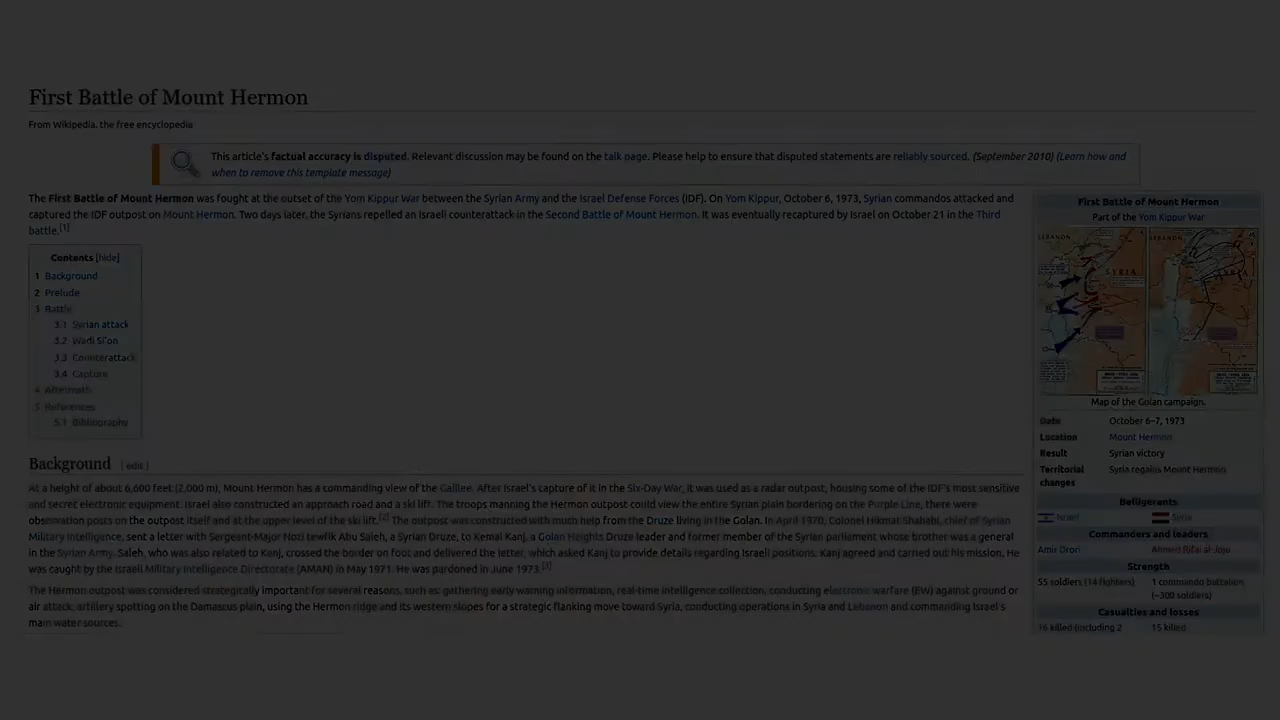 First Battle of Mount Hermon
From Wikipedia, the free encyclopedia
This article's factual accuracy is disputed. Relevant discussion may be found on the talk page. Please help to ensure that disputed statements are reliably sourced. (September 2010) (Learn how and
when to remove this template message)
The First Battle of Mount Hermon was fought at the outset of the Yom Kippur War between the Syrian Army and the Israel Defense Forces (IDF). On Yom Kippur, October 6, 1973, Syrian commandos attacked and
captured the IDF outpost on Mount Hermon. Two days later, the Syrians repelled an Israeli counterattack in the Second Battle of Mount Hermon. It was eventually recaptured by Israel on October 21 in the Third
battle.[1]
Contents [hide]
1 Background
2 Prelude
3 Battle
3.1 Syrian attack
3.2 Wadi Si'on
3.3 Counterattack
3.4 Capture
4 Aftermath
5 References
5.1 Bibliography
Background [ edit ]
At a height of about 6,600 feet (2,000 m), Mount Hermon has a commanding view of the Galilee. After Israel's capture of it in the Six-Day War, it was used as a radar outpost, housing some of the IDF's most sensitive
and secret electronic equipment. Israel also constructed an approach road and a ski lift. The troops manning the Hermon outpost could view the entire Syrian plain bordering on the Purple Line, there were
observation posts on the outpost itself and at the upper level of the ski lift.[2] The outpost was constructed with much help from the Druze living in the Golan. In April 1970, Colonel Hikmat Shahabi, chief of Syrian
Military Intelligence, sent a letter with Sergeant-Major Nozi tewfik Abu Saleh, a Syrian Druze, to Kemal Kanj, a Golan Heights Druze leader and former member of the Syrian parliament whose brother was a general
in the Syrian Army. Saleh, who was also related to Kanj, crossed the border on foot and delivered the letter, which asked Kanj to provide details regarding Israeli positions. Kanj agreed and carried out his mission. He
was caught by the Israeli Military Intelligence Directorate (AMAN) in May 1971. He was pardoned in June 1973.[3]
The Hermon outpost was considered strategically important for several reasons, such as: gathering early warning information, real-time intelligence collection, conducting electronic warfare (EW) against ground or
air attack, artillery spotting on the Damascus plain, using the Hermon ridge and its western slopes for a strategic flanking move toward Syria, conducting operations in Syria and Lebanon and commanding Israel's
main water sources.
First Battle of Mount Hermon
Part of the Yom Kippur War
LEBANON
SYRIA
LEBANON
SYRIA
Map of the Golan campaign.
Date October 6–7, 1973
Location Mount Hermon
Result Syrian victory
Territorial changes Syria regains Mount Hermon
Belligerents
Israel Syria
Commanders and leaders
Amir Drori Ahmed Rifai al-Joju
Strength
55 soldiers (14 fighters) 1 commando battalion
(~300 soldiers)
Casualties and losses
16 killed (including 2 15 killed